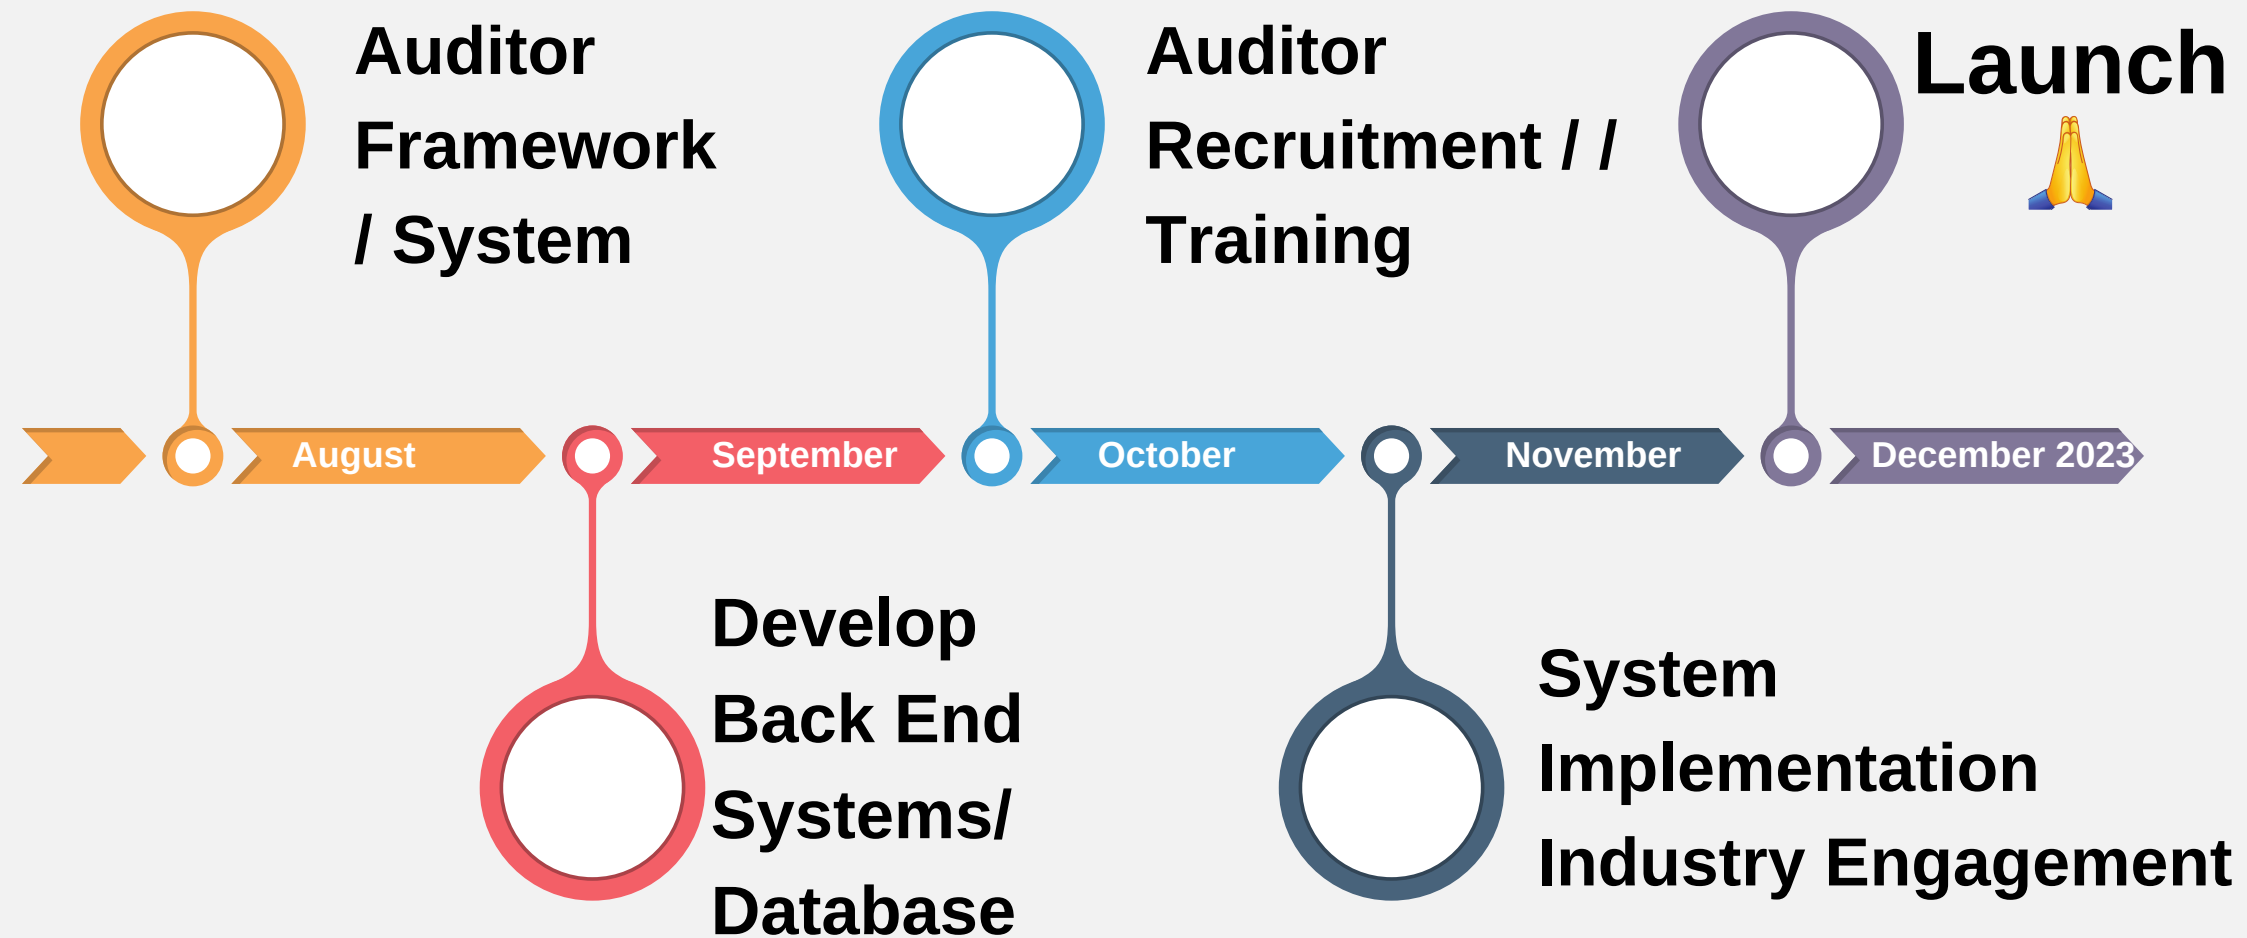 Auditor
Framework
/ System
Auditor
Recruitment / /
Training
Launch
🙏
August
September
October
November
December 2023
Develop
Back End
Systems/
Database
System
Implementation
Industry Engagement